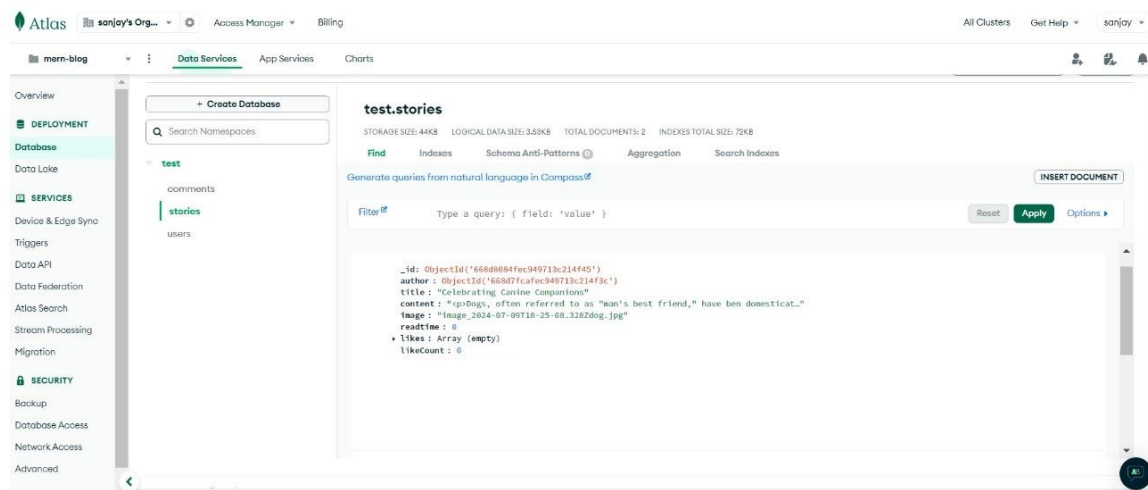 Atlas sanjay's Org... Access Manager Billing All Clusters Get Help sanjay
mern-blog Data Services App Services Charts
Overview
DEPLOYMENT
Database
Data Lake
SERVICES
Device & Edge Sync
Triggers
Data API
Data Federation
Atlas Search
Stream Processing
Migration
SECURITY
Backup
Database Access
Network Access
Advanced
+ Create Database
Search Namespaces
test
comments
stories
users
test.stories
STORAGE SIZE: 44KB LOGICAL DATA SIZE: 3.53KB TOTAL DOCUMENTS: 2 INDEXES TOTAL SIZE: 72KB
Find Indexes Schema Anti-Patterns 0 Aggregation Search Indexes
Generate queries from natural language in Compass
INSERT DOCUMENT
Filter Type a query: { field: 'value' } Reset Apply Options
_id: ObjectId('668d8084fec949713c214f45')
author : ObjectId('668d7fcafec949713c214f3c')
title : "Celebrating Canine Companions"
content : "<p>Dogs, often referred to as "man's best friend," have ben domesticat…"
image : "image_2024-07-09T18-25-08.328Zdog.jpg"
readtime : 0
likes : Array (empty)
likeCount : 0